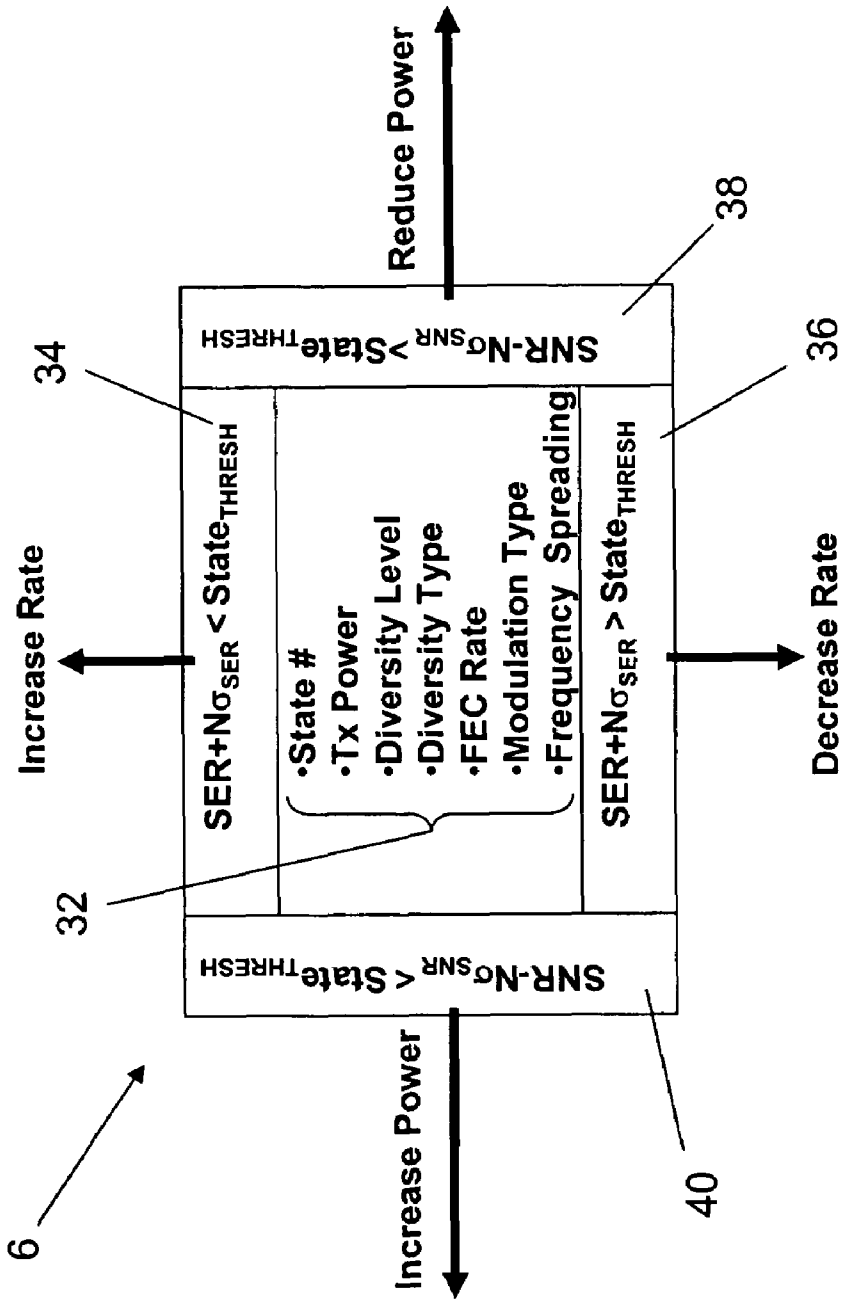 6
Increase Rate
34
SER+Nσ_SER < State_THRESH
32
•State #
•Tx Power
•Diversity Level
•Diversity Type
•FEC Rate
•Modulation Type
•Frequency Spreading
SER+Nσ_SER > State_THRESH
36
Decrease Rate
Increase Power
SNR-Nσ_SNR < State_THRESH
40
Reduce Power
SNR-Nσ_SNR > State_THRESH
38